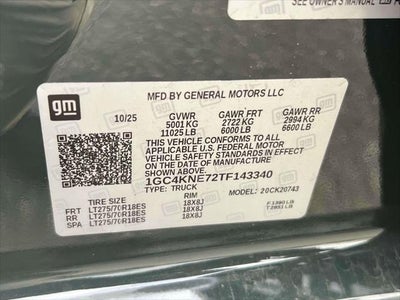 SEE OWNER'S MANUAL
gm
MFD BY GENERAL MOTORS LLC
10/25 GVWR GAWR FRT GAWR RR
5001 KG 2722 KG 2994 KG
11025 LB 6000 LB 6600 LB
THIS VEHICLE CONFORMS TO ALL
APPLICABLE U.S. FEDERAL MOTOR
VEHICLE SAFETY STANDARDS IN
EFFECT ON THE DATE OF
MANUFACTURE SHOWN ABOVE.
1GC4KNE72TF143340
TYPE: TRUCK MODEL: 20CK20743
TIRE SIZE RIM
FRT LT275/70R18ES 18X8J
RR LT275/70R18ES 18X8J
SPA LT275/70R18ES 18X8J